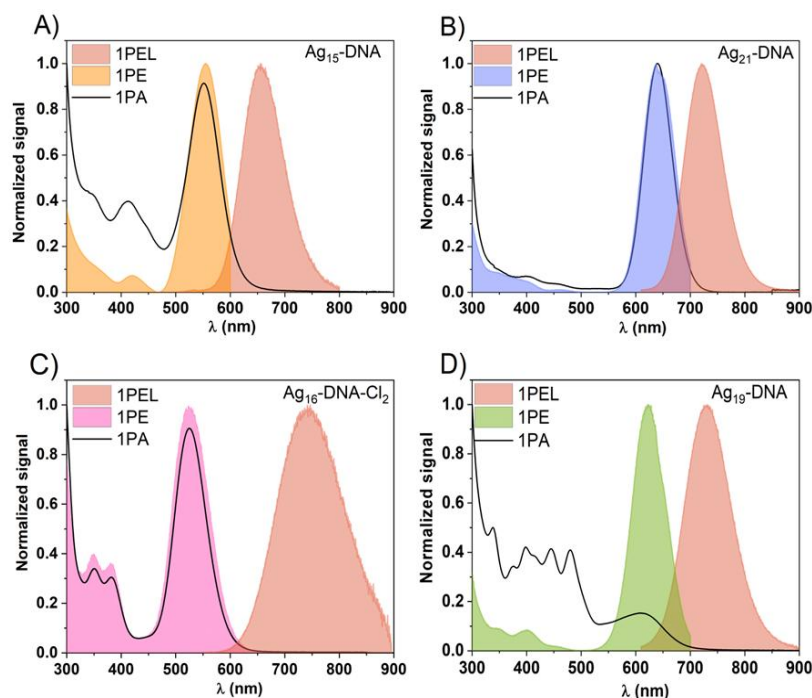 A)
Ag₁₅-DNA
1PEL
1PE
1PA
Normalized signal
1.0
0.8
0.6
0.4
0.2
0.0
300 400 500 600 700 800 900
λ (nm)
B)
Ag₂₁-DNA
1PEL
1PE
1PA
Normalized signal
1.0
0.8
0.6
0.4
0.2
0.0
300 400 500 600 700 800 900
λ (nm)
C)
Ag₁₆-DNA-Cl₂
1PEL
1PE
1PA
Normalized signal
1.0
0.8
0.6
0.4
0.2
0.0
300 400 500 600 700 800 900
λ (nm)
D)
Ag₁₉-DNA
1PEL
1PE
1PA
Normalized signal
1.0
0.8
0.6
0.4
0.2
0.0
300 400 500 600 700 800 900
λ (nm)